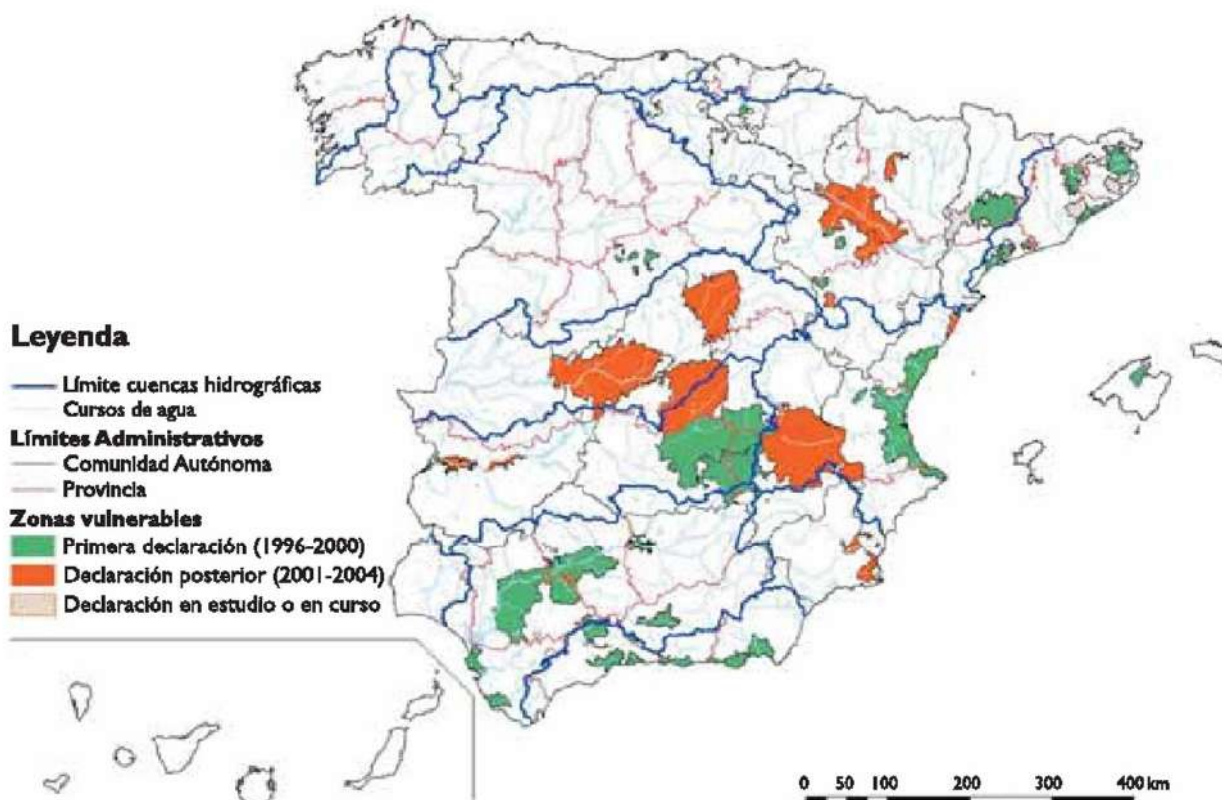 Leyenda
Límite cuencas hidrográficas
Cursos de agua
Límites Administrativos
Comunidad Autónoma
Provincia
Zonas vulnerables
Primera declaración (1996-2000)
Declaración posterior (2001-2004)
Declaración en estudio o en curso
0 50 100 200 300 400 km